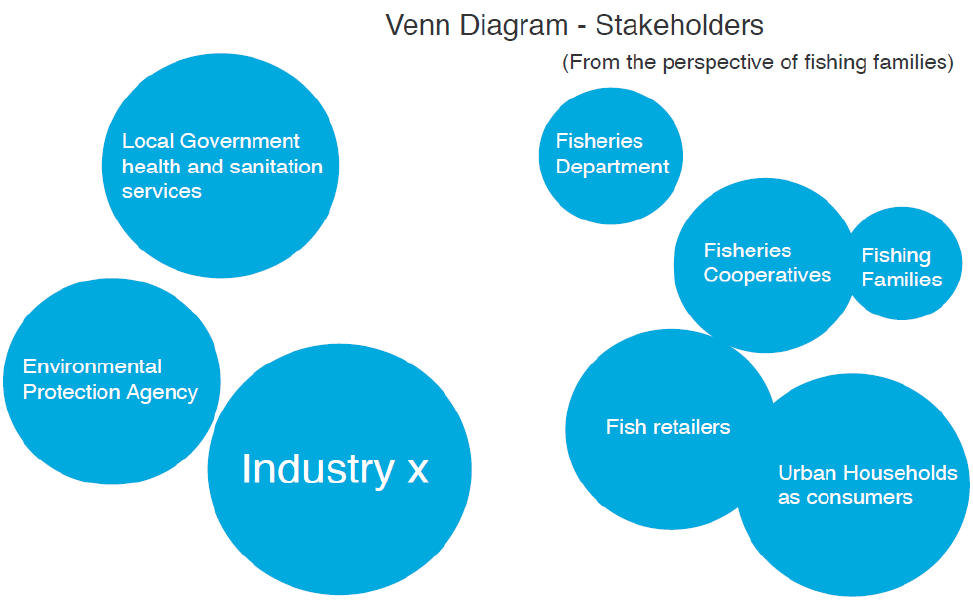 Venn Diagram - Stakeholders
(From the perspective of fishing families)
Local Government
health and sanitation
services
Fisheries
Department
Fisheries
Cooperatives
Fishing
Families
Environmental
Protection Agency
Industry x
Fish retailers
Urban Households
as consumers